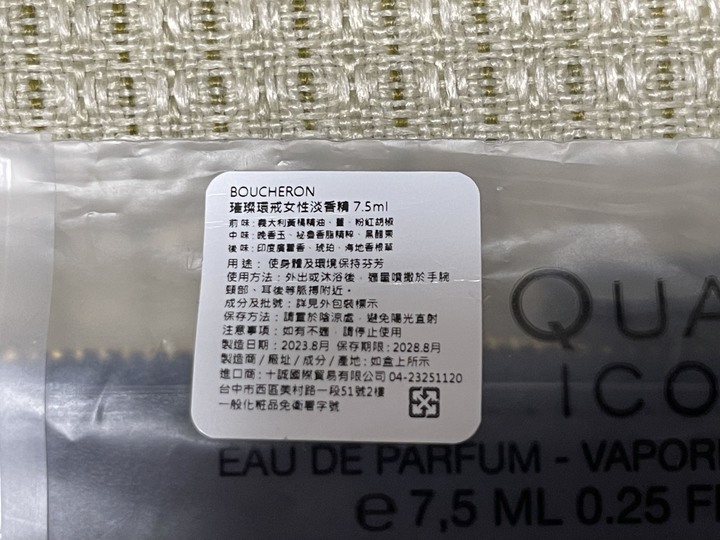 BOUCHERON
璀璨環戒女性淡香精 7.5ml
前味：義大利黃橘精油、薑、粉紅胡椒
中味：晚香玉、祕魯香脂精粹、黑醋栗
後味：印度廣藿香、琥珀、海地香根草
用途： 使身體及環境保持芬芳
使用方法：外出或沐浴後，適量噴撒於手腕
頸部、耳後等脈搏附近。
成分及批號：詳見外包裝標示
保存方法：請置於陰涼處，避免陽光直射
注意事項：如有不適，請停止使用
製造日期：2023.8月 保存期限：2028.8月
製造商/廠址/成分/產地：如盒上所示
進口商：十誠國際貿易有限公司 04-23251120
台中市西區美村路一段51號2樓
一般化粧品免衛署字號
QUA
ICO
EAU DE PARFUM - VAPOR
e 7,5 ML 0.25 F